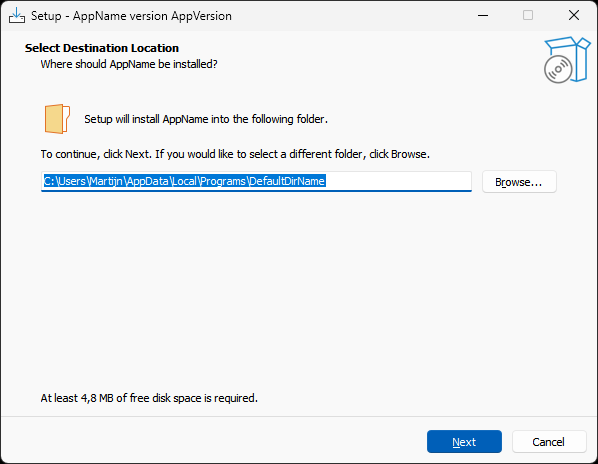 Setup - AppName version AppVersion
Select Destination Location
Where should AppName be installed?
Setup will install AppName into the following folder.
To continue, click Next. If you would like to select a different folder, click Browse.
C:\Users\Martijn\AppData\Local\Programs\DefaultDirName
Browse...
At least 4,8 MB of free disk space is required.
Next
Cancel